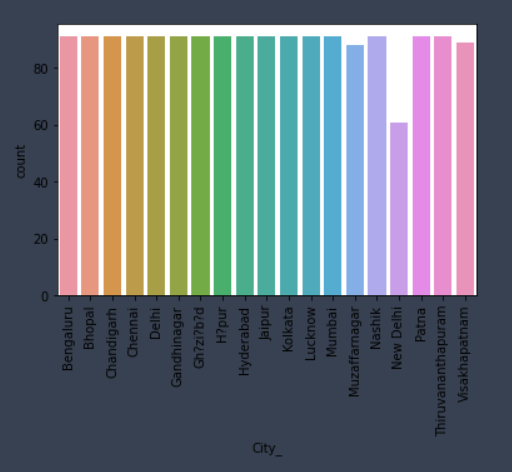 80
60
40
20
0
count
Bengaluru
Bhopal
Chandigarh
Chennai
Delhi
Gandhinagar
Gh?zi?b?d
H?pur
Hyderabad
Jaipur
Kolkata
Lucknow
Mumbai
Muzaffarnagar
Nashik
New Delhi
Patna
Thiruvananthapuram
Visakhapatnam
City_